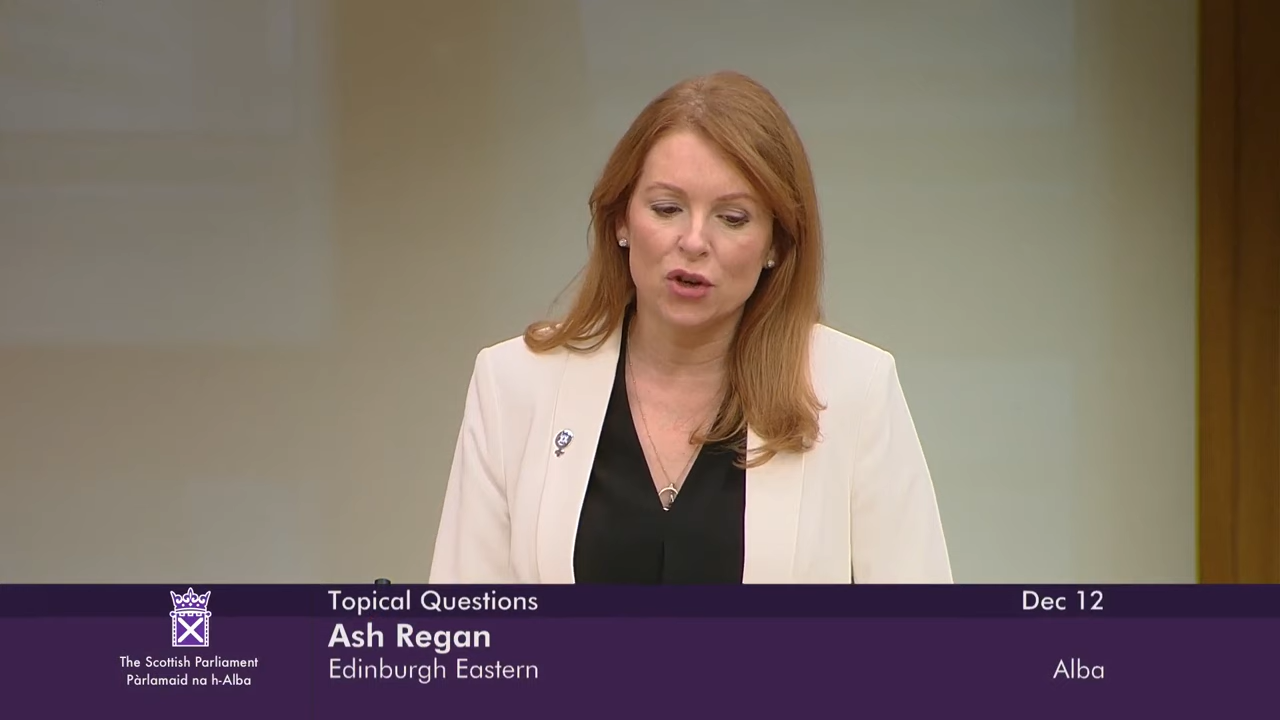 Topical Questions
Dec 12
Ash Regan
Edinburgh Eastern
Alba
The Scottish Parliament
Pàrlamaid na h-Alba